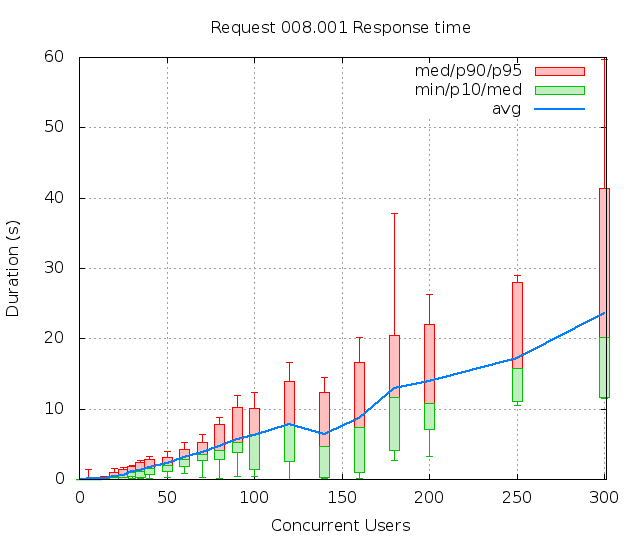 Request 008.001 Response time
60
50
40
30
20
10
0
Duration (s)
med/p90/p95
min/p10/med
avg
0
50
100
150
200
250
300
Concurrent Users